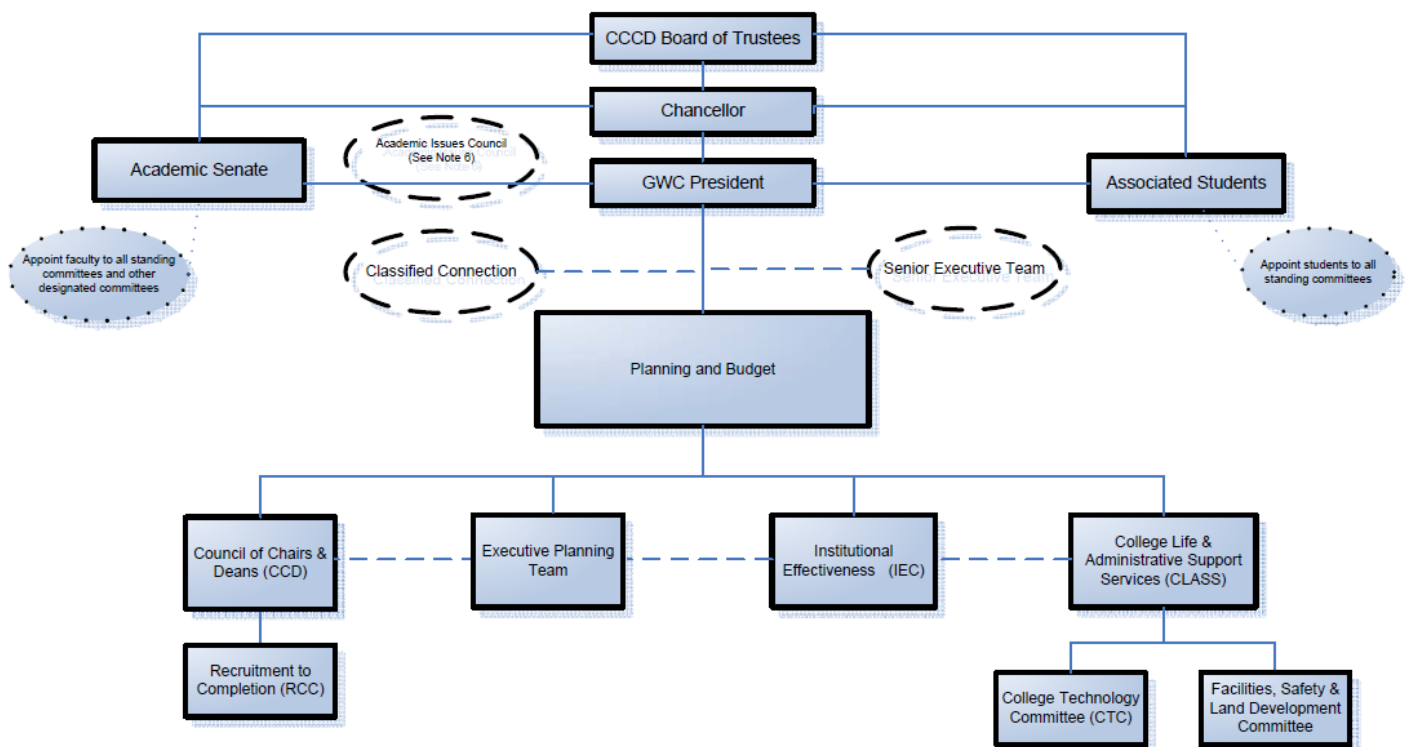 CCCD Board of Trustees
Chancellor
Academic Issues Council
(See Note 6)
Academic Senate
GWC President
Associated Students
Appoint faculty to all standing
committees and other
designated committees
Classified Connection
Senior Executive Team
Appoint students to all
standing committees
Planning and Budget
Council of Chairs &
Deans (CCD)
Executive Planning
Team
Institutional
Effectiveness (IEC)
College Life &
Administrative Support
Services (CLASS)
Recruitment to
Completion (RCC)
College Technology
Committee (CTC)
Facilities, Safety &
Land Development
Committee